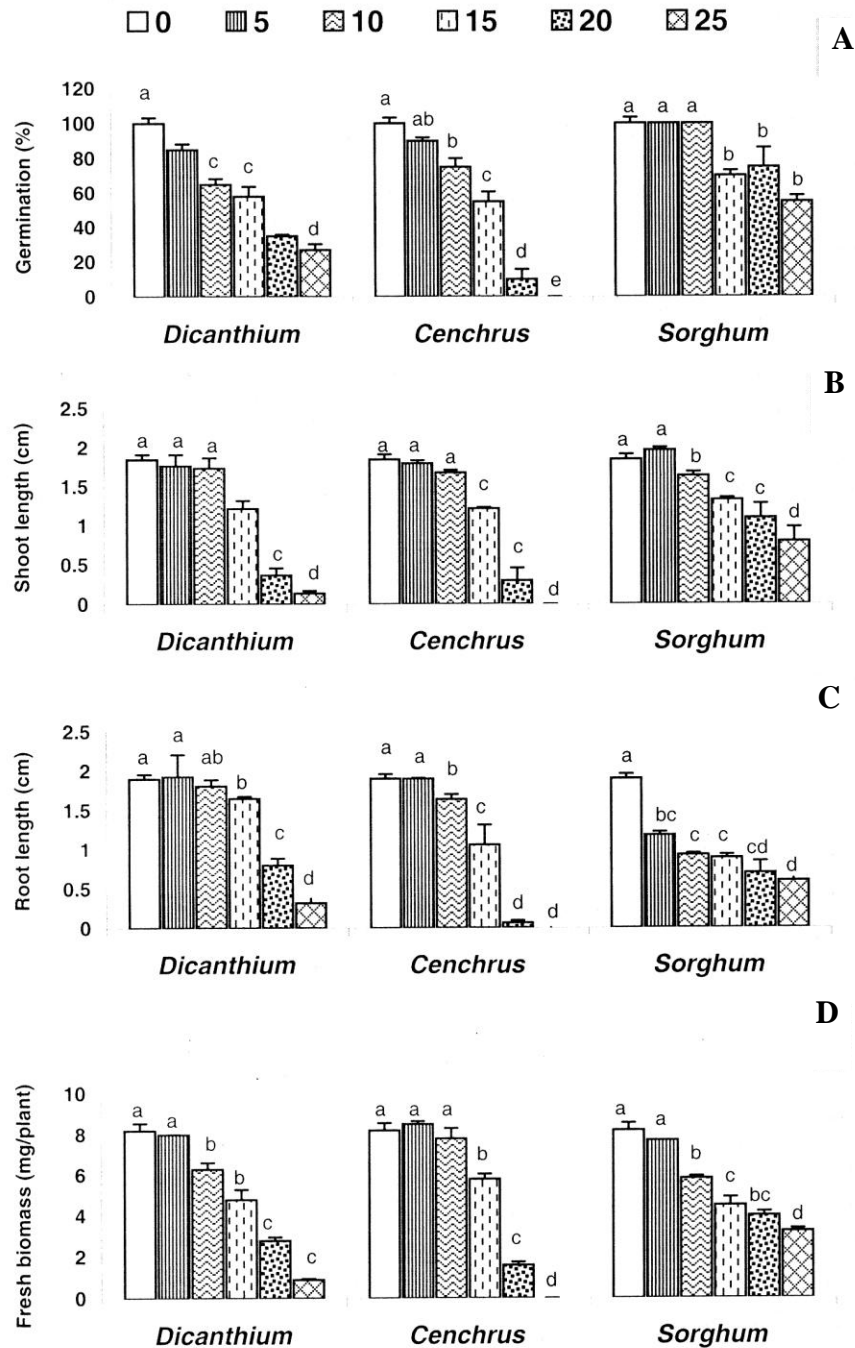 0 5 10 15 20 25
A
Germination (%)
120
100
80
60
40
20
0
a c c d
a ab b c d e
a a a b b b
Dicanthium Cenchrus Sorghum
B
Shoot length (cm)
2.5
2
1.5
1
0.5
0
a a a c d
a a a c c d
a a b c c d
Dicanthium Cenchrus Sorghum
C
Root length (cm)
2.5
2
1.5
1
0.5
0
a a ab b c d
a a b c d d
a bc c c cd d
Dicanthium Cenchrus Sorghum
D
Fresh biomass (mg/plant)
10
8
6
4
2
0
a a b b c c
a a a b c d
a a b c bc d
Dicanthium Cenchrus Sorghum